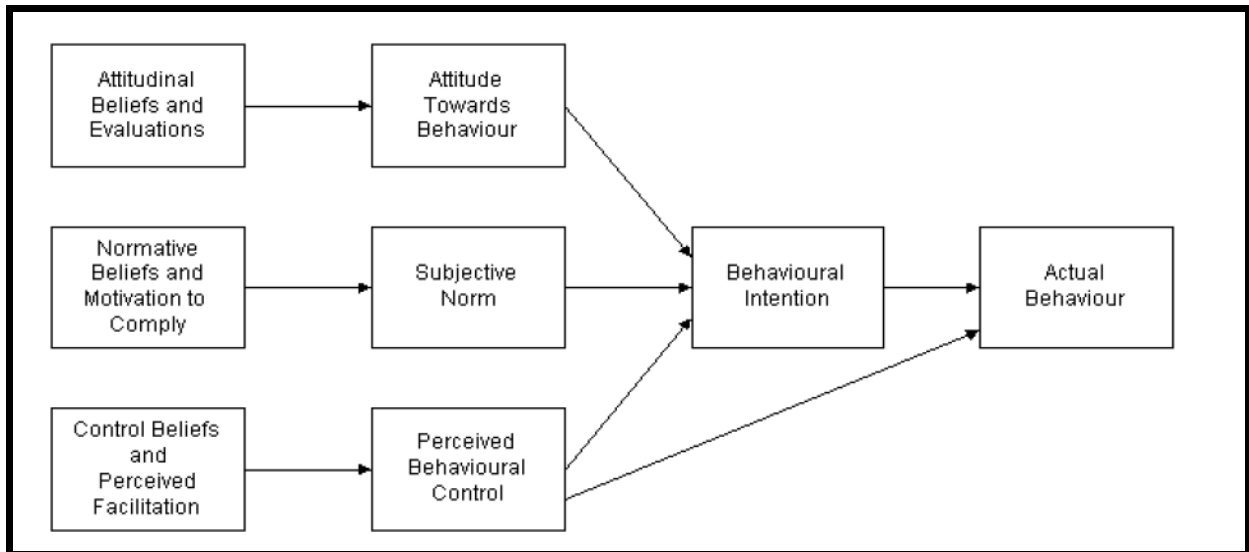 Attitudinal
Beliefs and
Evaluations
Attitude
Towards
Behaviour
Normative
Beliefs and
Motivation to
Comply
Subjective
Norm
Behavioural
Intention
Actual
Behaviour
Control Beliefs
and
Perceived
Facilitation
Perceived
Behavioural
Control